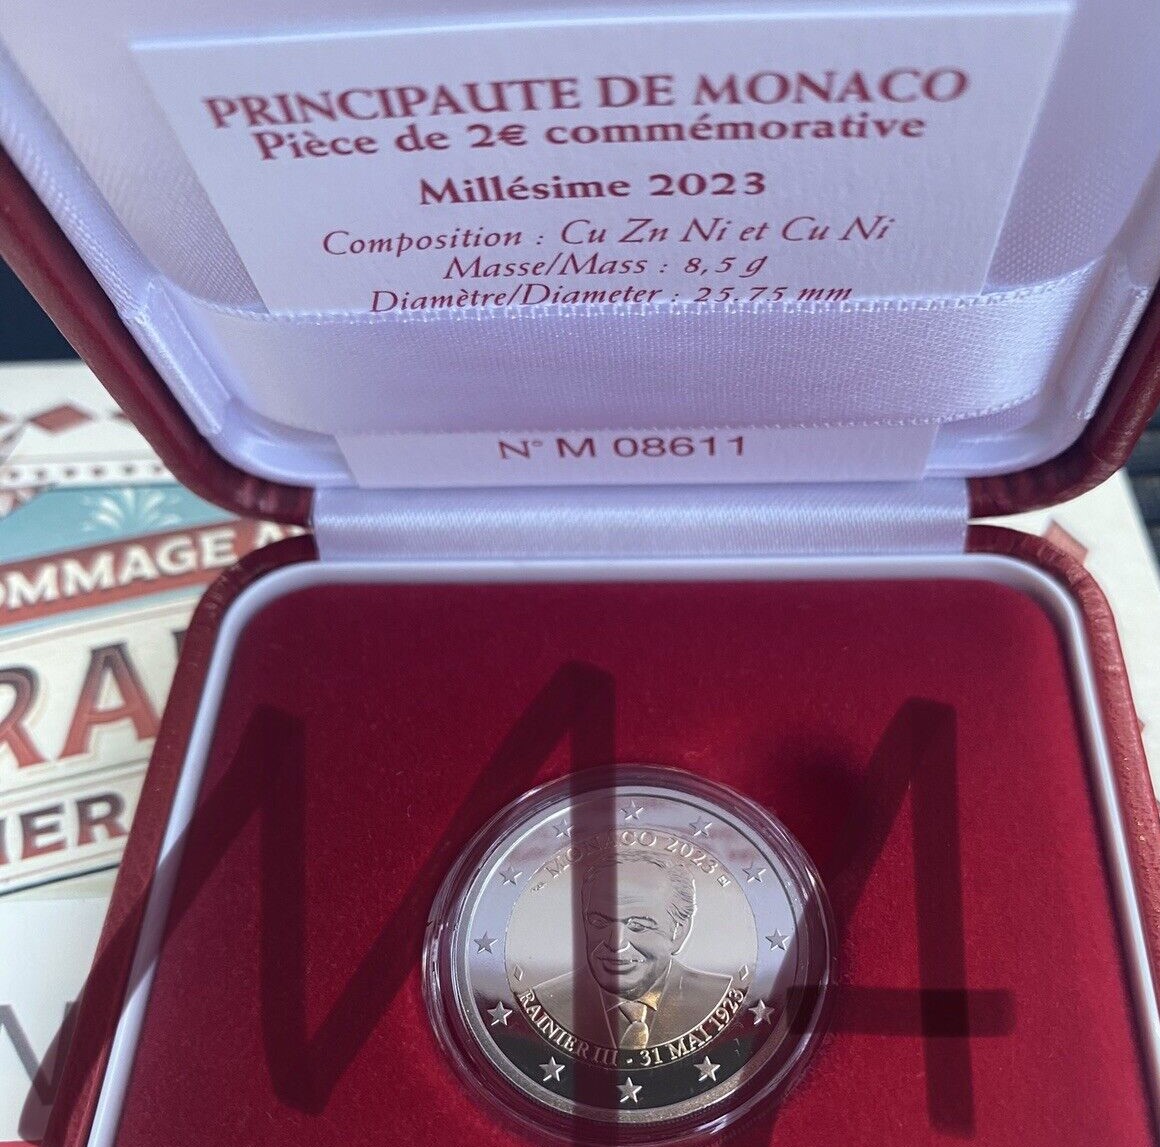 PRINCIPAUTE DE MONACO
Pièce de 2€ commémorative
Millésime 2023
Composition : Cu Zn Ni et Cu Ni
Masse/Mass : 8,5 g
Diamètre/Diameter : 25,75 mm
N° M 08611
OMMAGE A
RA
IER
MONACO 2023
RAINIER III - 31 MAI 1923